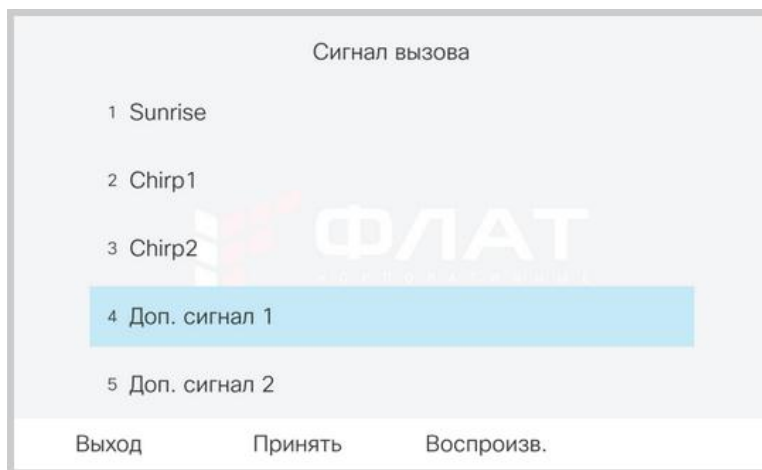 Сигнал вызова
1 Sunrise
2 Chirp1
3 Chirp2
ФЛАТ
4 Доп. сигнал 1
5 Доп. сигнал 2
Выход Принять Воспроизв.